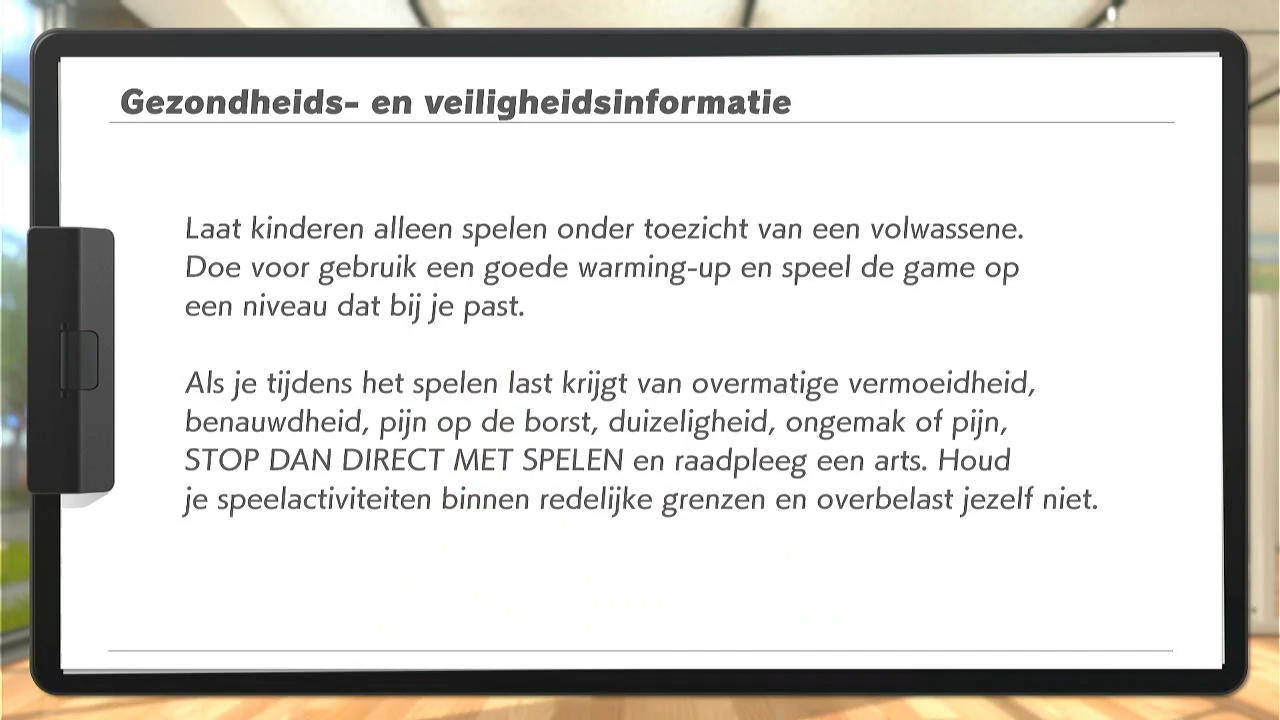 Gezondheids- en veiligheidsinformatie
Laat kinderen alleen spelen onder toezicht van een volwassene.
Doe voor gebruik een goede warming-up en speel de game op
een niveau dat bij je past.
Als je tijdens het spelen last krijgt van overmatige vermoeidheid,
benauwdheid, pijn op de borst, duizeligheid, ongemak of pijn,
STOP DAN DIRECT MET SPELEN en raadpleeg een arts. Houd
je speelactiviteiten binnen redelijke grenzen en overbelast jezelf niet.